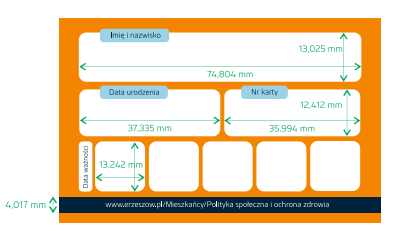 Imię i nazwisko
13,025 mm
74,804 mm
Data urodzenia
Nr karty
12,412 mm
37,335 mm
35,994 mm
Data ważności
13,242 mm
4,017 mm
www.erzeszow.pl/Mieszkańcy/Polityka społeczna i ochrona zdrowia